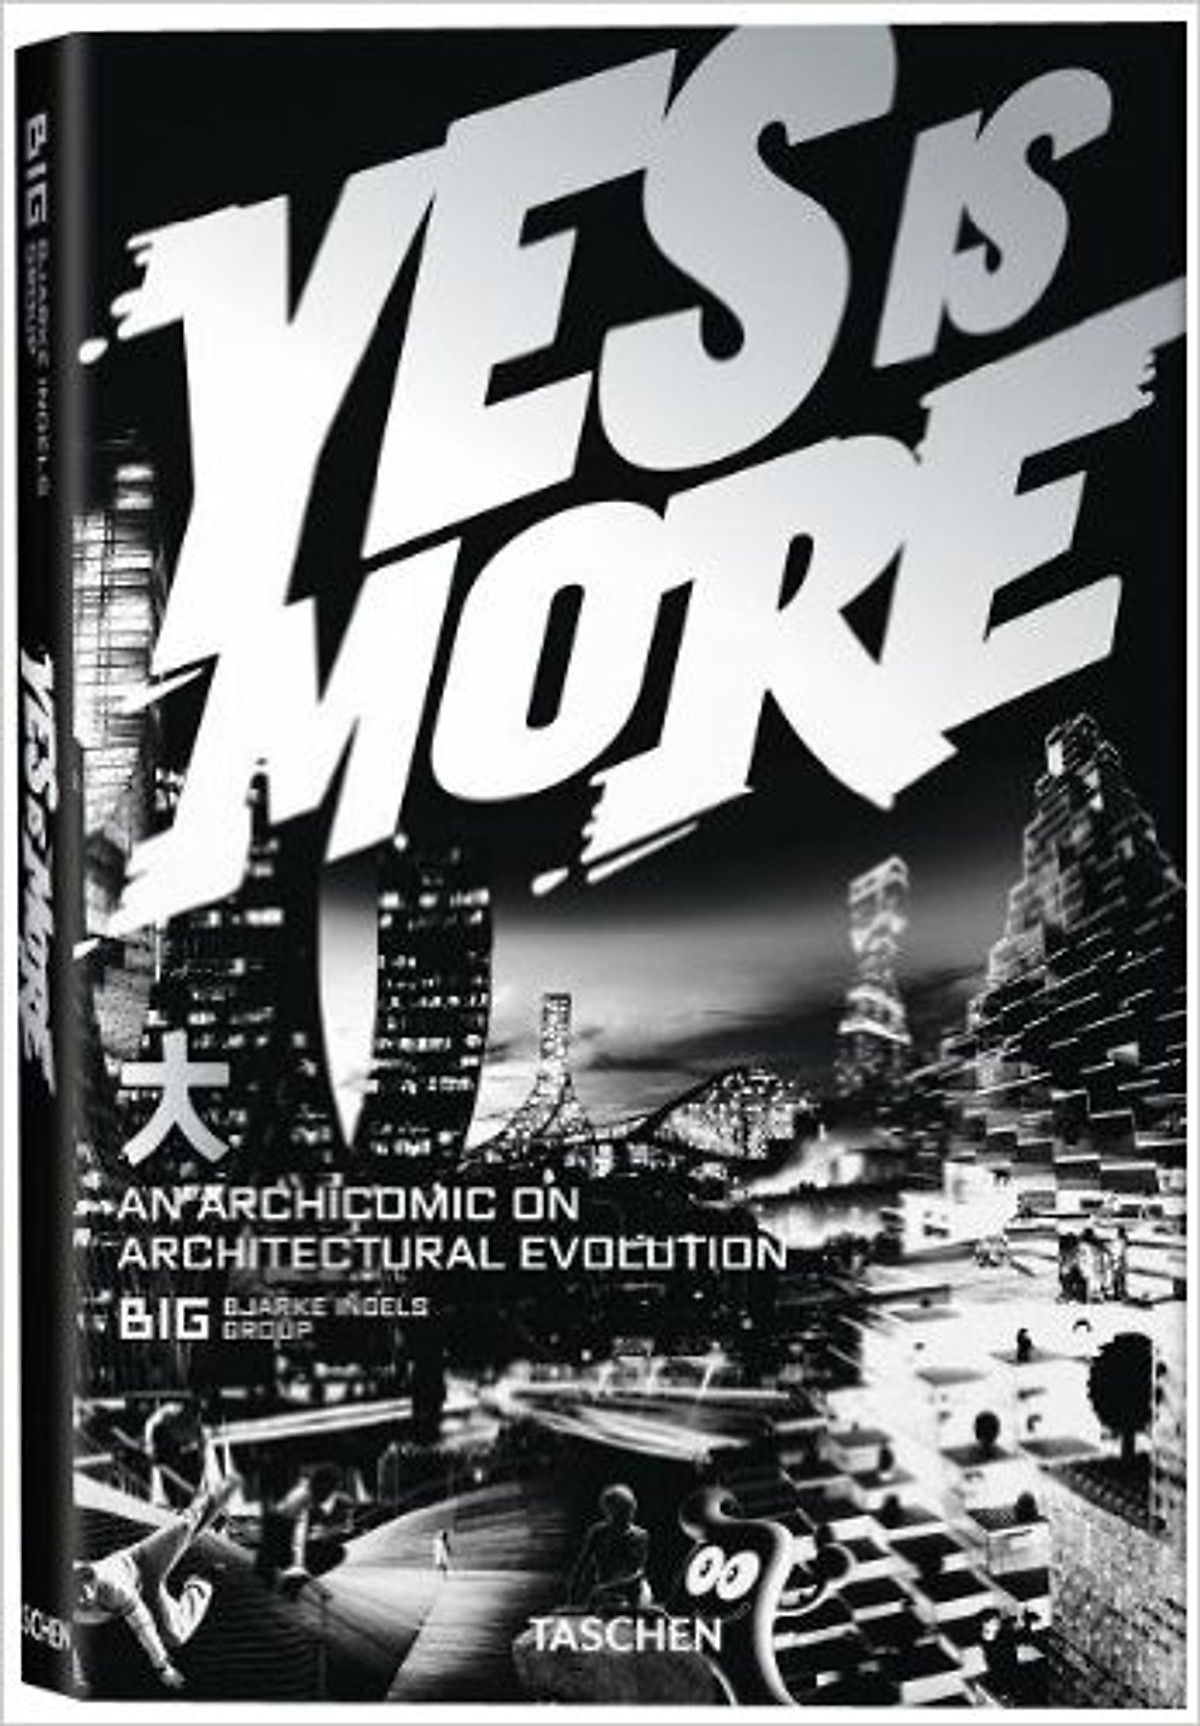 YES IS
MORE
大
AN ARCHICOMIC ON
ARCHITECTURAL EVOLUTION
BIG BJARKE INGELS
GROUP
TASCHEN
BIG BJARKE INGELS
GROUP
YES IS MORE
TASCHEN